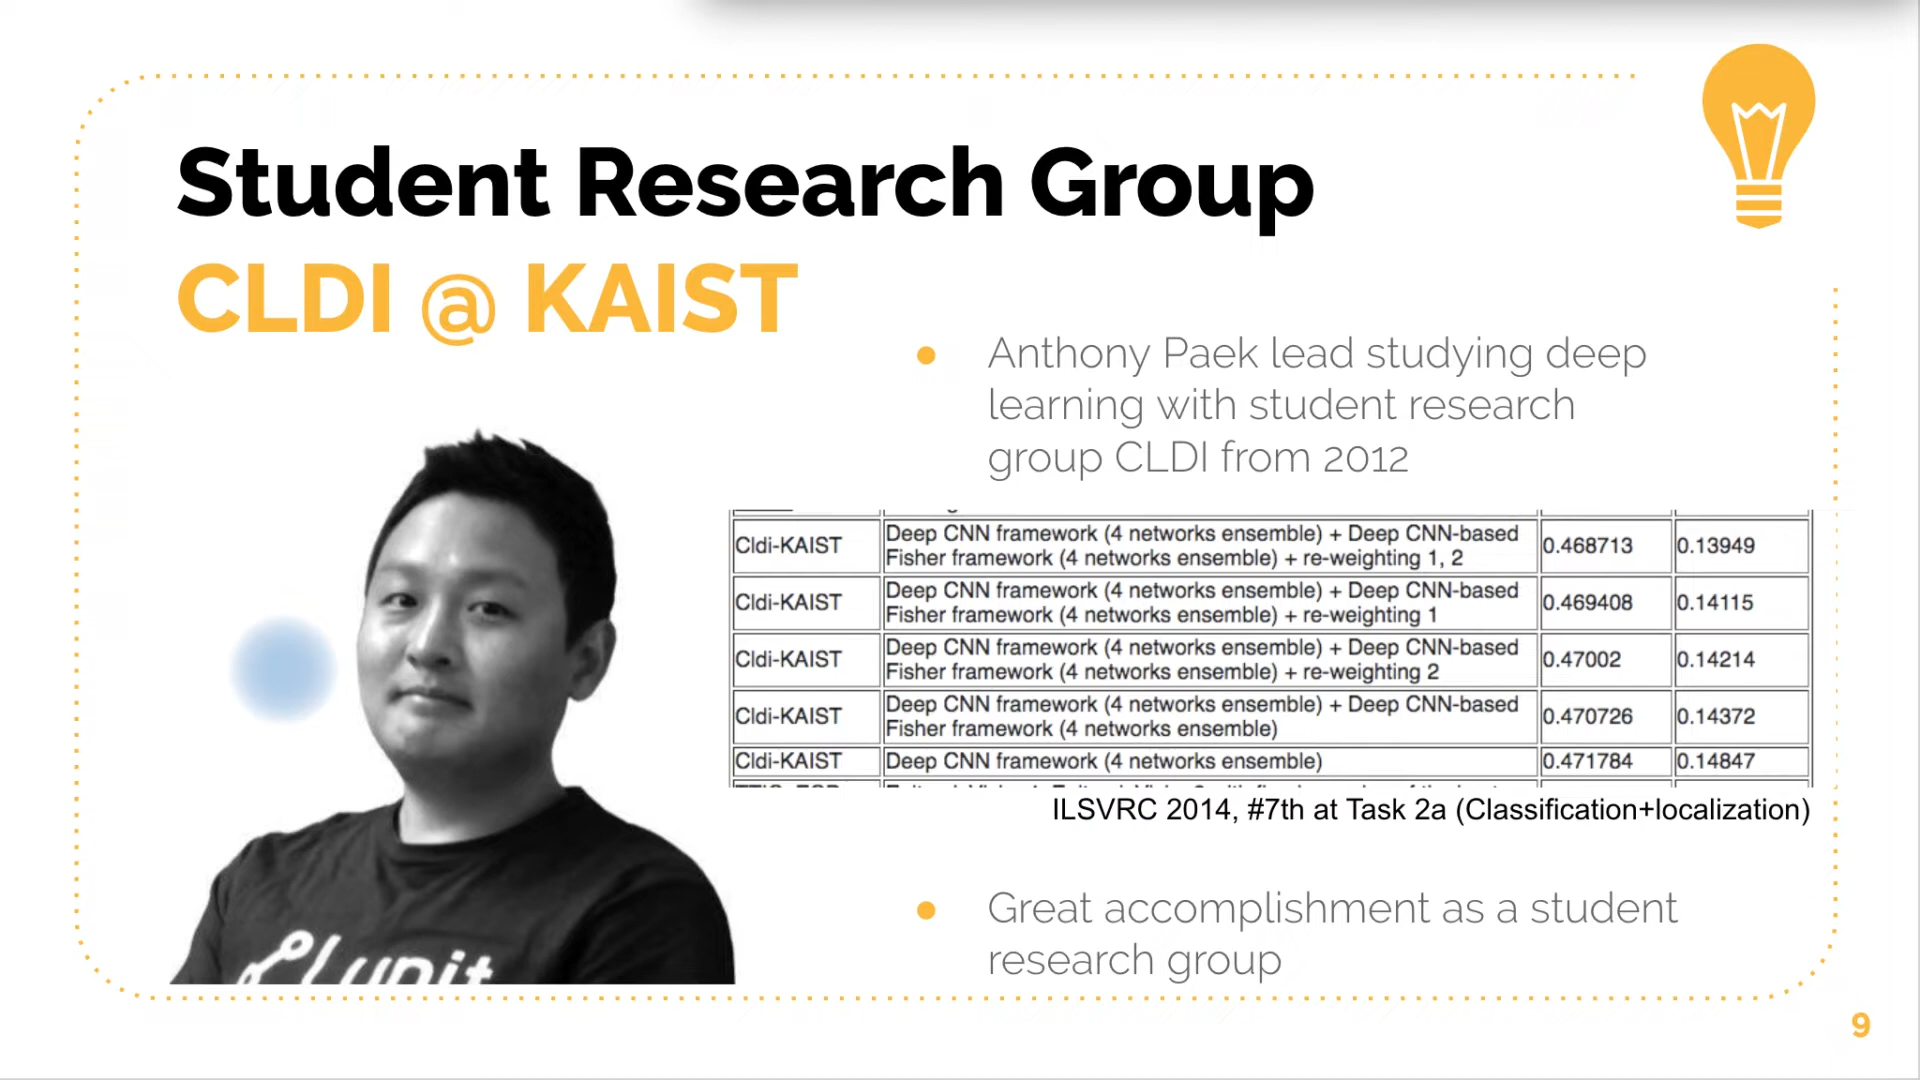 Student Research Group
CLDI @ KAIST
Anthony Paek lead studying deep
learning with student research
group CLDI from 2012
Cldi-KAIST
Deep CNN framework (4 networks ensemble) + Deep CNN-based
Fisher framework (4 networks ensemble) + re-weighting 1, 2
0.468713
0.13949
Cldi-KAIST
Deep CNN framework (4 networks ensemble) + Deep CNN-based
Fisher framework (4 networks ensemble) + re-weighting 1
0.469408
0.14115
Cldi-KAIST
Deep CNN framework (4 networks ensemble) + Deep CNN-based
Fisher framework (4 networks ensemble) + re-weighting 2
0.47002
0.14214
Cldi-KAIST
Deep CNN framework (4 networks ensemble) + Deep CNN-based
Fisher framework (4 networks ensemble)
0.470726
0.14372
Cldi-KAIST
Deep CNN framework (4 networks ensemble)
0.471784
0.14847
ILSVRC 2014, #7th at Task 2a (Classification+localization)
Great accomplishment as a student
research group
Lunit
9